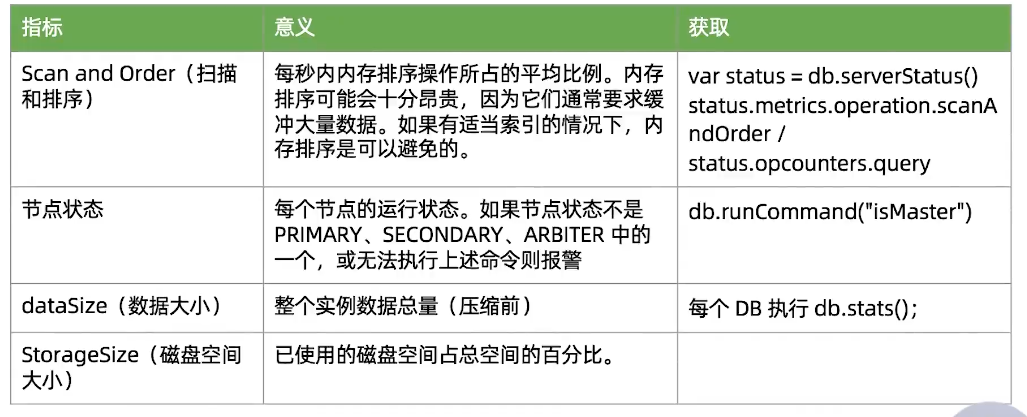 指标 意义 获取
Scan and Order（扫描
和排序）
每秒内内存排序操作所占的平均比例。内存
排序可能会十分昂贵，因为它们通常要求缓
冲大量数据。如果有适当索引的情况下，内
存排序是可以避免的。
var status = db.serverStatus()
status.metrics.operation.scanA
ndOrder /
status.opcounters.query
节点状态
每个节点的运行状态。如果节点状态不是
PRIMARY、SECONDARY、ARBITER 中的
一个，或无法执行上述命令则报警
db.runCommand("isMaster")
dataSize（数据大小）
整个实例数据总量（压缩前）
每个 DB 执行 db.stats();
StorageSize（磁盘空间
大小）
已使用的磁盘空间占总空间的百分比。